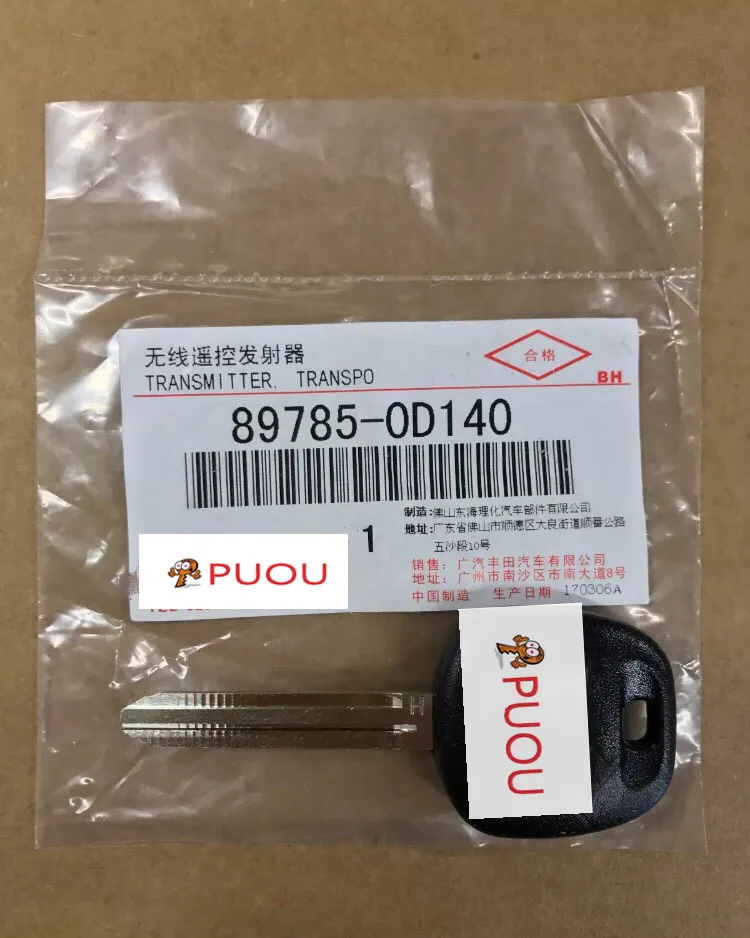 无线遥控发射器
TRANSMITTER, TRANSPO
合格
BH
89785-0D140
制造:佛山东海理化汽车部件有限公司
1
地址:广东省佛山市顺德区大良街道顺番公路
五沙段10号
销售:广汽丰田汽车有限公司
地址:广州市南沙区市南大道8号
中国制造 生产日期 170306A
PUOU
H
PUOU